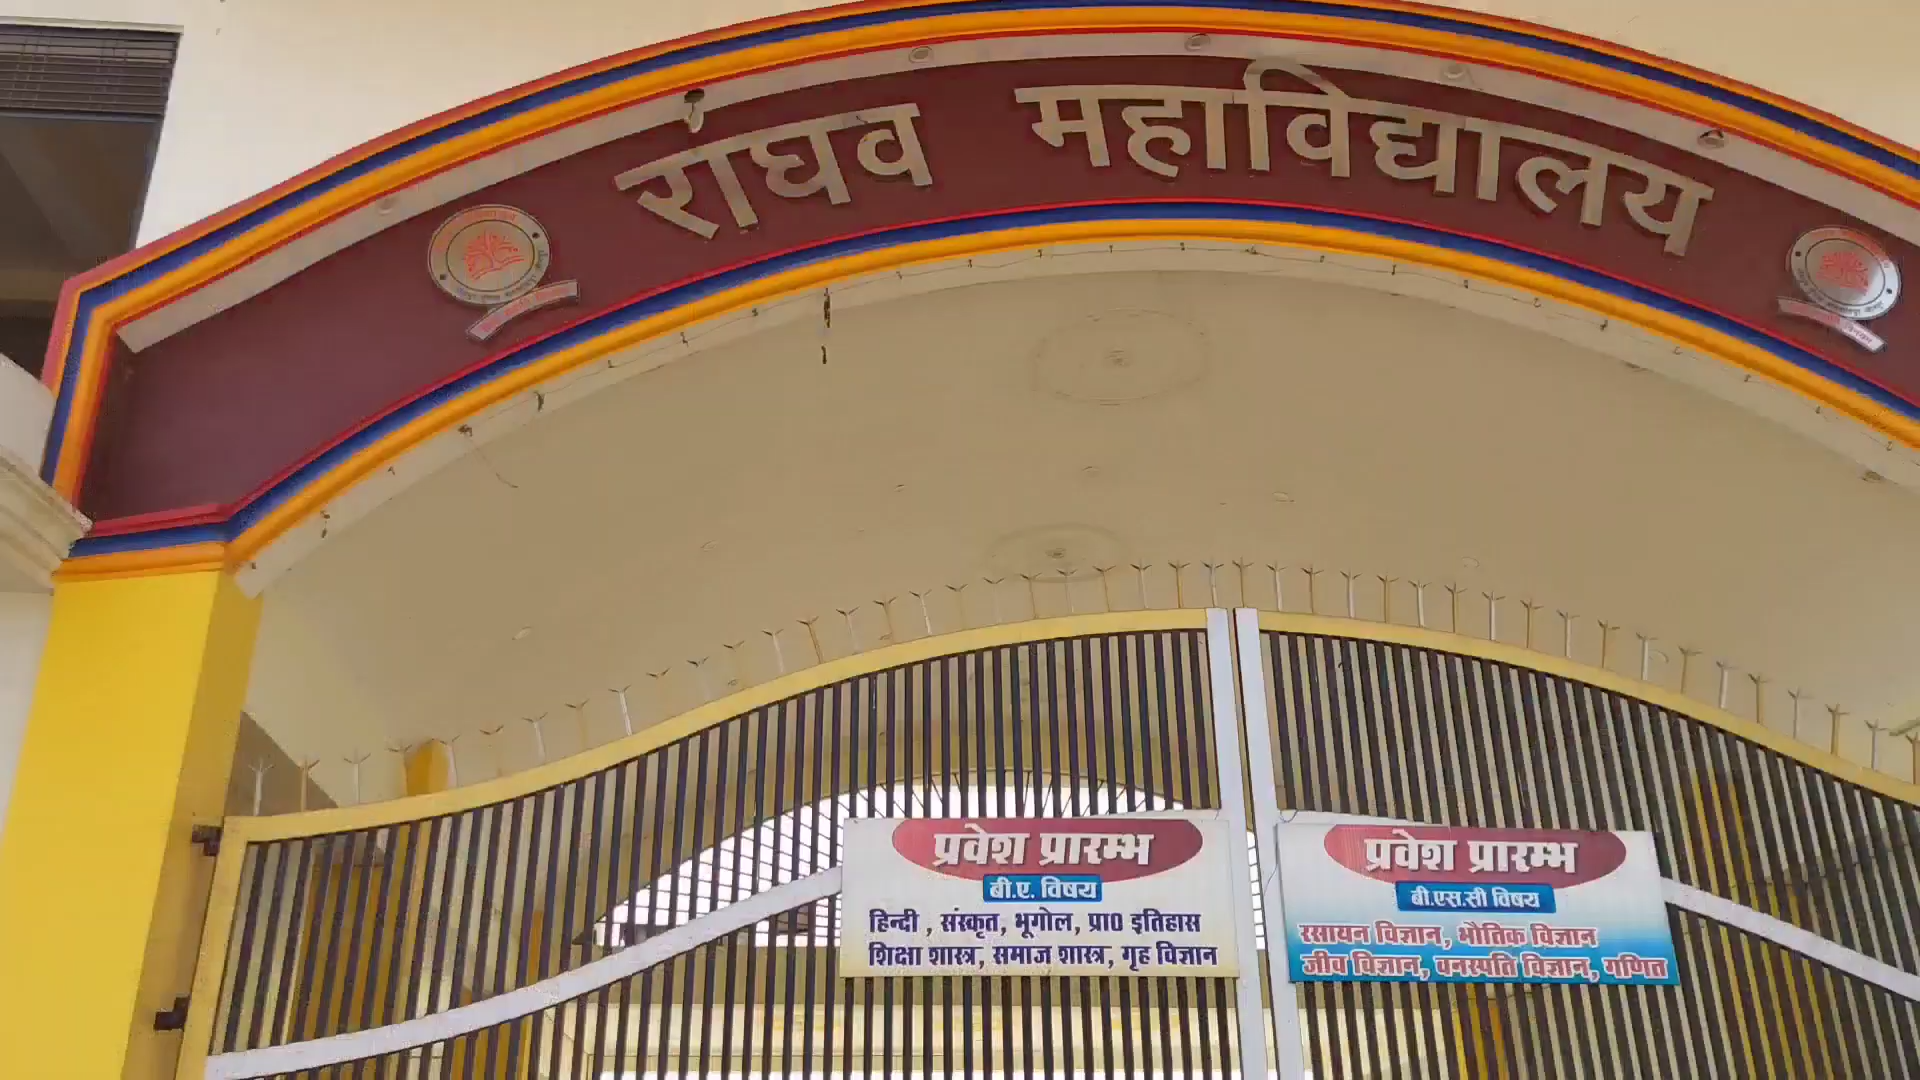 राघव महाविद्यालय
प्रवेश प्रारम्भ
बी.ए. विषय
हिन्दी , संस्कृत, भूगोल, प्रा0 इतिहास
शिक्षा शास्त्र, समाज शास्त्र, गृह विज्ञान
प्रवेश प्रारम्भ
बी.एस.सी विषय
रसायन विज्ञान, भौतिक विज्ञान
जीव विज्ञान, वनस्पति विज्ञान, गणित